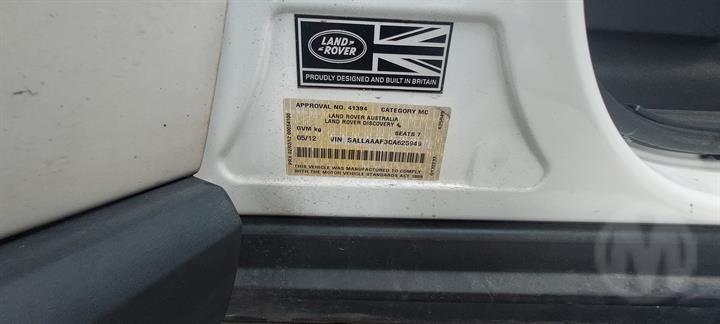 LAND
ROVER
PROUDLY DESIGNED AND BUILT IN BRITAIN
APPROVAL NO. 41394 CATEGORY MC
LAND ROVER AUSTRALIA
LAND ROVER DISCOVERY 4
GVM kg SEATS 7
05/12 VIN SALLAAAF3CA625949
THIS VEHICLE WAS MANUFACTURED TO COMPLY
WITH THE MOTOR VEHICLE STANDARDS ACT 1989
M